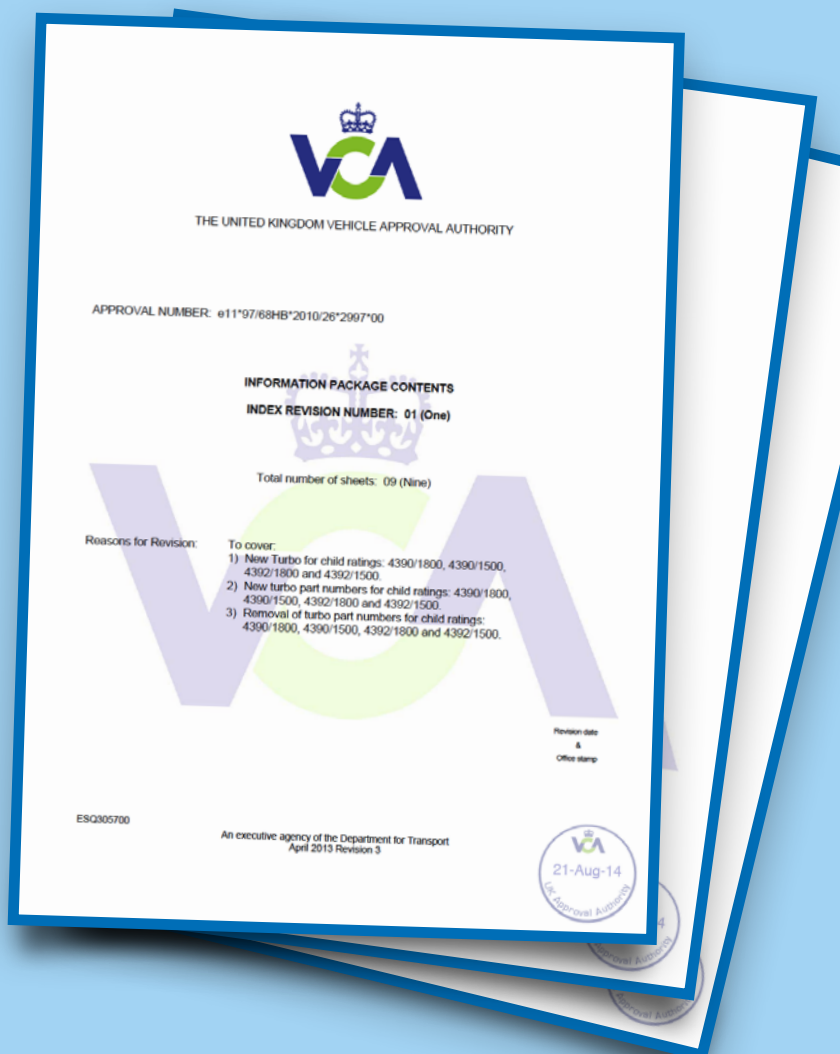 VCA
THE UNITED KINGDOM VEHICLE APPROVAL AUTHORITY
APPROVAL NUMBER: e11*97/68HB*2010/26*2997*00
INFORMATION PACKAGE CONTENTS
INDEX REVISION NUMBER: 01 (One)
Total number of sheets: 09 (Nine)
Reasons for Revision: To cover:
1) New Turbo for child ratings: 4390/1800, 4390/1500,
4392/1800 and 4392/1500.
2) New turbo part numbers for child ratings: 4390/1800,
4390/1500, 4392/1800 and 4392/1500.
3) Removal of turbo part numbers for child ratings:
4390/1800, 4390/1500, 4392/1800 and 4392/1500.
Revision date
&
Office stamp
ESQ305700
An executive agency of the Department for Transport
April 2013 Revision 3
VCA
21-Aug-14
UK Approval Authority
4
Approval Authority
Approval Authority